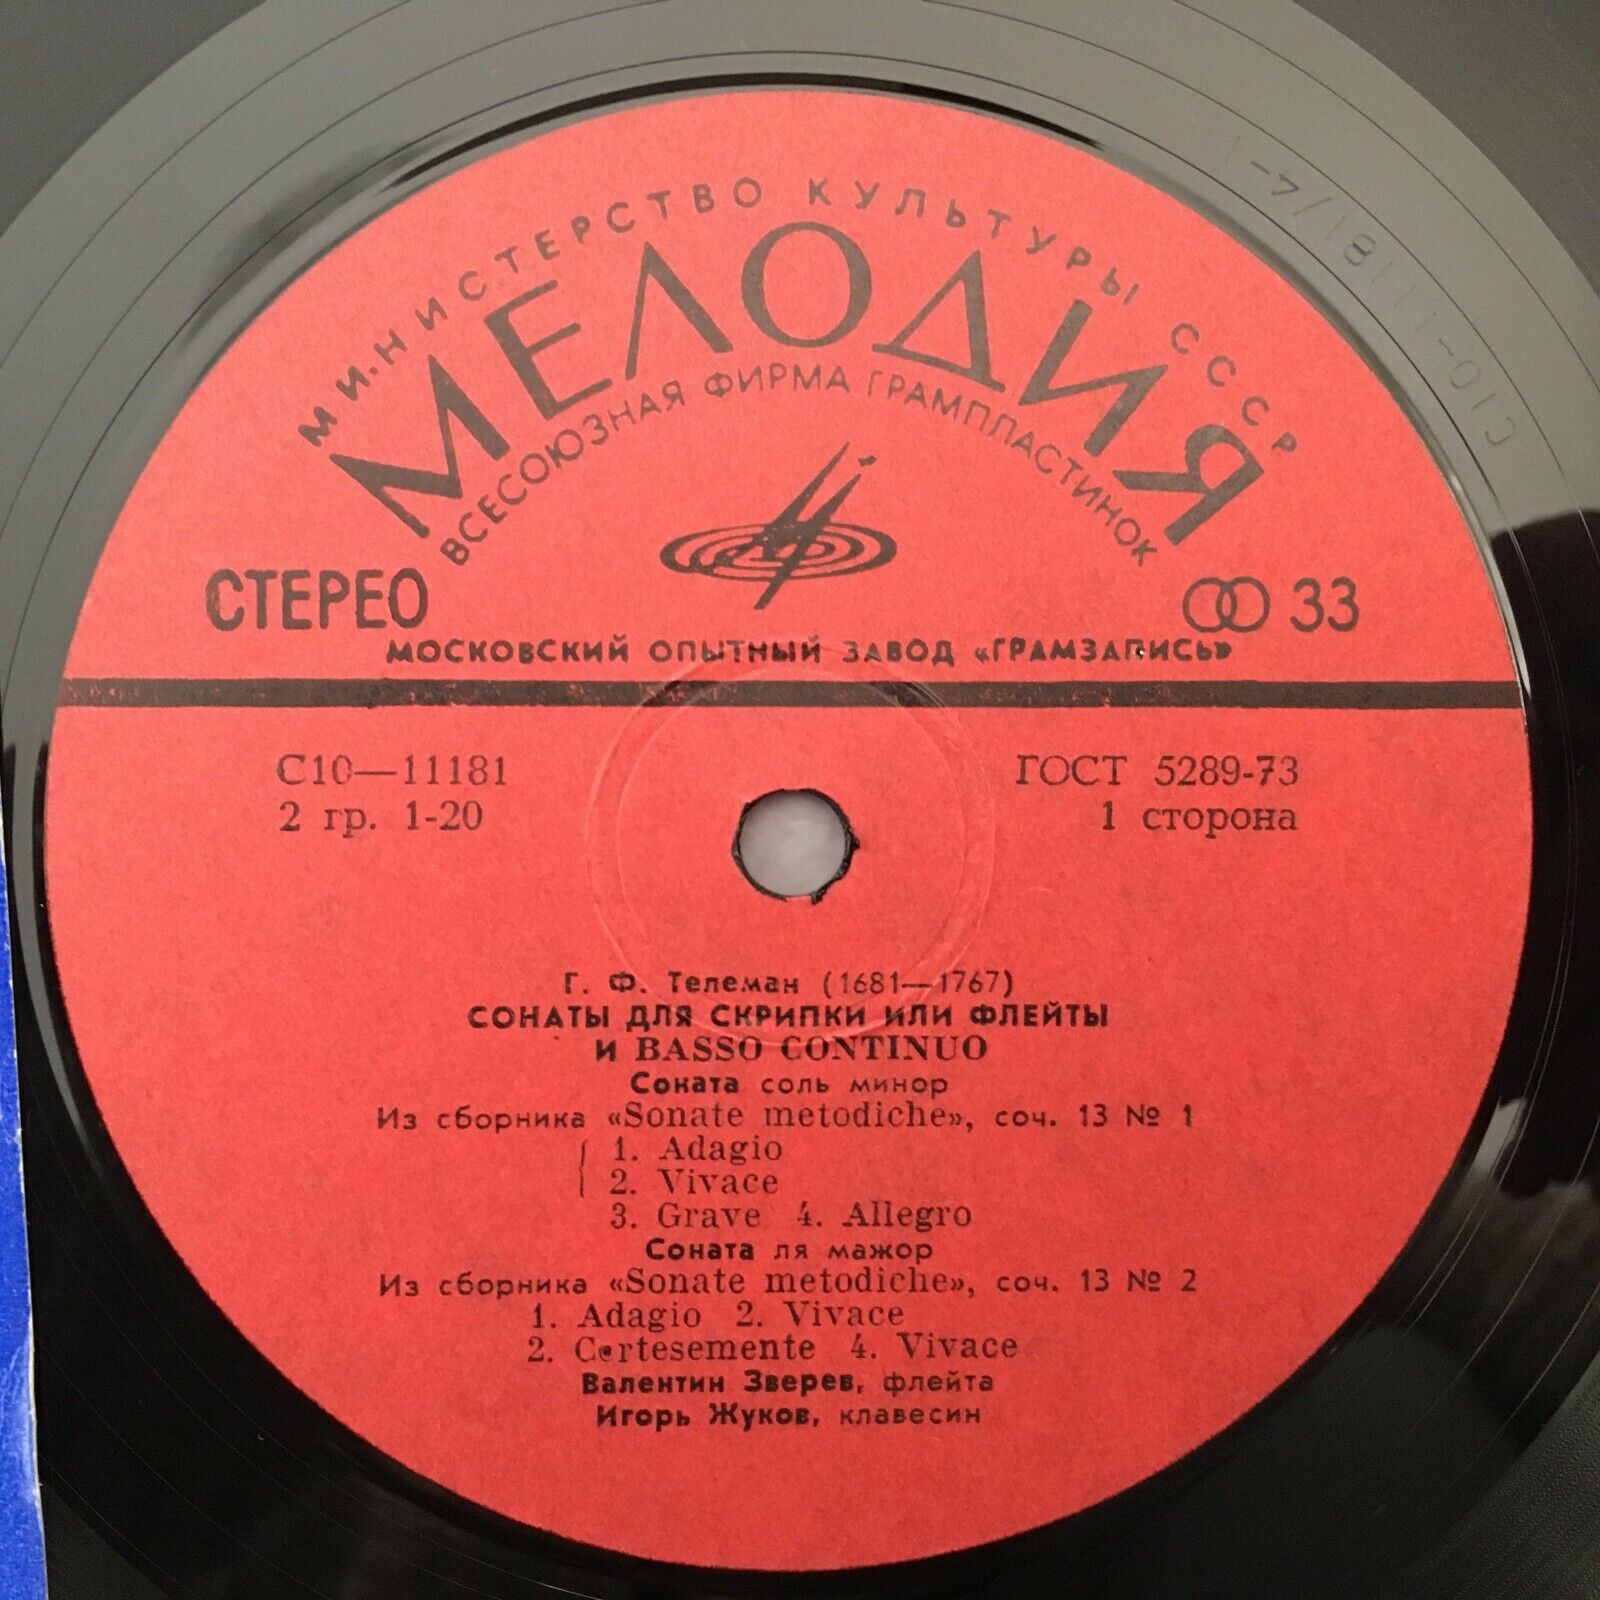 МИНИСТЕРСТВО КУЛЬТУРЫ СССР
МЕЛОДИЯ
ВСЕСОЮЗНАЯ ФИРМА ГРАМПЛАСТИНОК
СТЕРЕО
33
МОСКОВСКИЙ ОПЫТНЫЙ ЗАВОД «ГРАМЗАПИСЬ»
С10—11181
ГОСТ 5289-73
2 гр. 1-20
1 сторона
Г. Ф. Телеман (1681—1767)
СОНАТЫ ДЛЯ СКРИПКИ ИЛИ ФЛЕЙТЫ
И BASSO CONTINUO
Соната соль минор
Из сборника «Sonate metodiche», соч. 13 № 1
1. Adagio
2. Vivace
3. Grave 4. Allegro
Соната ля мажор
Из сборника «Sonate metodiche», соч. 13 № 2
1. Adagio 2. Vivace
2. Cortesemente 4. Vivace
Валентин Зверев, флейта
Игорь Жуков, клавесин
С10-11181/4-1